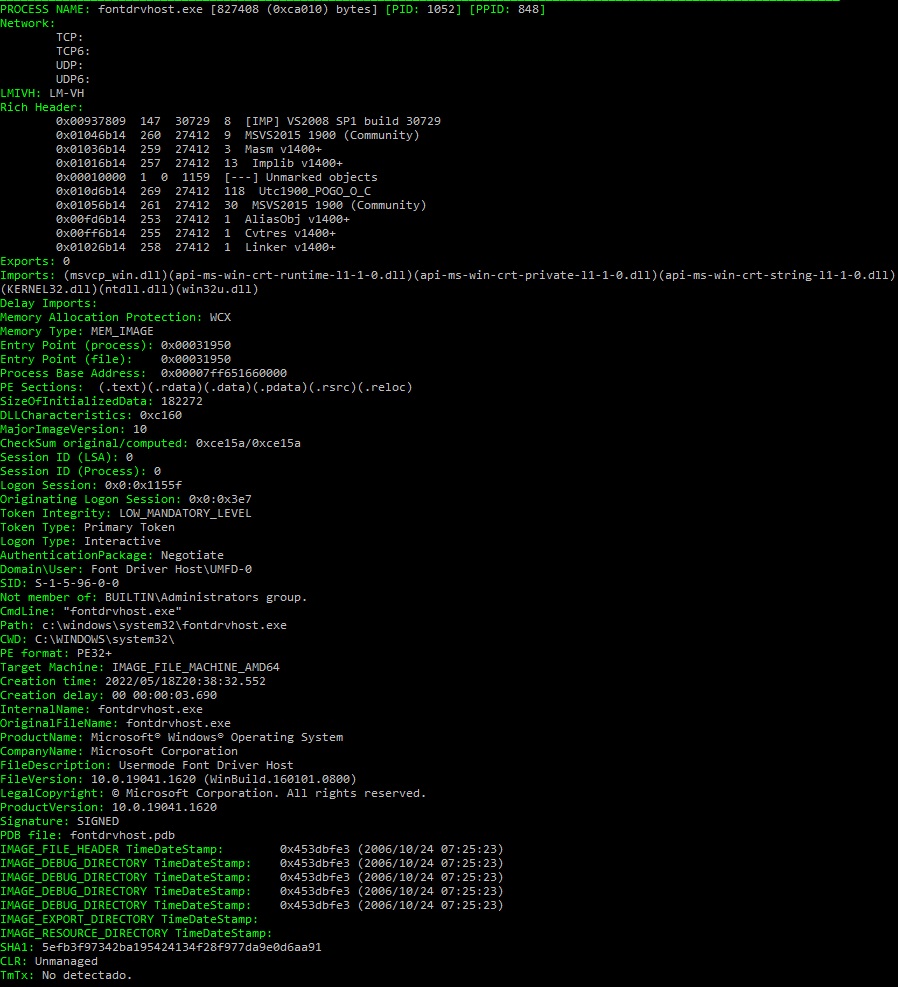 PROCESS NAME: fontdrvhost.exe [827408 (0xca010) bytes] [PID: 1052] [PPID: 848]
Network:
TCP:
TCP6:
UDP:
UDP6:
LMIVH: LM-VH
Rich Header:
0x00937809 147 30729 8 [IMP] VS2008 SP1 build 30729
0x01046b14 260 27412 9 MSVS2015 1900 (Community)
0x01036b14 259 27412 3 Masm v1400+
0x01016b14 257 27412 13 Implib v1400+
0x00010000 1 0 1159 [---] Unmarked objects
0x010d6b14 269 27412 118 Utc1900_POGO_O_C
0x01056b14 261 27412 30 MSVS2015 1900 (Community)
0x00fd6b14 253 27412 1 AliasObj v1400+
0x00ff6b14 255 27412 1 Cvtres v1400+
0x01026b14 258 27412 1 Linker v1400+
Exports: 0
Imports: (msvcp_win.dll)(api-ms-win-crt-runtime-l1-1-0.dll)(api-ms-win-crt-private-l1-1-0.dll)(api-ms-win-crt-string-l1-1-0.dll)
(KERNEL32.dll)(ntdll.dll)(win32u.dll)
Delay Imports:
Memory Allocation Protection: WCX
Memory Type: MEM_IMAGE
Entry Point (process): 0x00031950
Entry Point (file): 0x00031950
Process Base Address: 0x00007ff651660000
PE Sections: (.text)(.rdata)(.data)(.pdata)(.rsrc)(.reloc)
SizeOfInitializedData: 182272
DLLCharacteristics: 0xc160
MajorImageVersion: 10
CheckSum original/computed: 0xce15a/0xce15a
Session ID (LSA): 0
Session ID (Process): 0
Logon Session: 0x0:0x1155f
Originating Logon Session: 0x0:0x3e7
Token Integrity: LOW_MANDATORY_LEVEL
Token Type: Primary Token
Logon Type: Interactive
AuthenticationPackage: Negotiate
Domain\User: Font Driver Host\UMFD-0
SID: S-1-5-96-0-0
Not member of: BUILTIN\Administrators group.
CmdLine: "fontdrvhost.exe"
Path: c:\windows\system32\fontdrvhost.exe
CWD: C:\WINDOWS\system32\
PE format: PE32+
Target Machine: IMAGE_FILE_MACHINE_AMD64
Creation time: 2022/05/18Z20:38:32.552
Creation delay: 00 00:00:03.690
InternalName: fontdrvhost.exe
OriginalFileName: fontdrvhost.exe
ProductName: Microsoft® Windows® Operating System
CompanyName: Microsoft Corporation
FileDescription: Usermode Font Driver Host
FileVersion: 10.0.19041.1620 (WinBuild.160101.0800)
LegalCopyright: © Microsoft Corporation. All rights reserved.
ProductVersion: 10.0.19041.1620
Signature: SIGNED
PDB file: fontdrvhost.pdb
IMAGE_FILE_HEADER TimeDateStamp: 0x453dbfe3 (2006/10/24 07:25:23)
IMAGE_DEBUG_DIRECTORY TimeDateStamp: 0x453dbfe3 (2006/10/24 07:25:23)
IMAGE_DEBUG_DIRECTORY TimeDateStamp: 0x453dbfe3 (2006/10/24 07:25:23)
IMAGE_DEBUG_DIRECTORY TimeDateStamp: 0x453dbfe3 (2006/10/24 07:25:23)
IMAGE_DEBUG_DIRECTORY TimeDateStamp: 0x453dbfe3 (2006/10/24 07:25:23)
IMAGE_EXPORT_DIRECTORY TimeDateStamp:
IMAGE_RESOURCE_DIRECTORY TimeDateStamp:
SHA1: 5efb3f97342ba195424134f28f977da9e0d6aa91
CLR: Unmanaged
TmTx: No detectado.